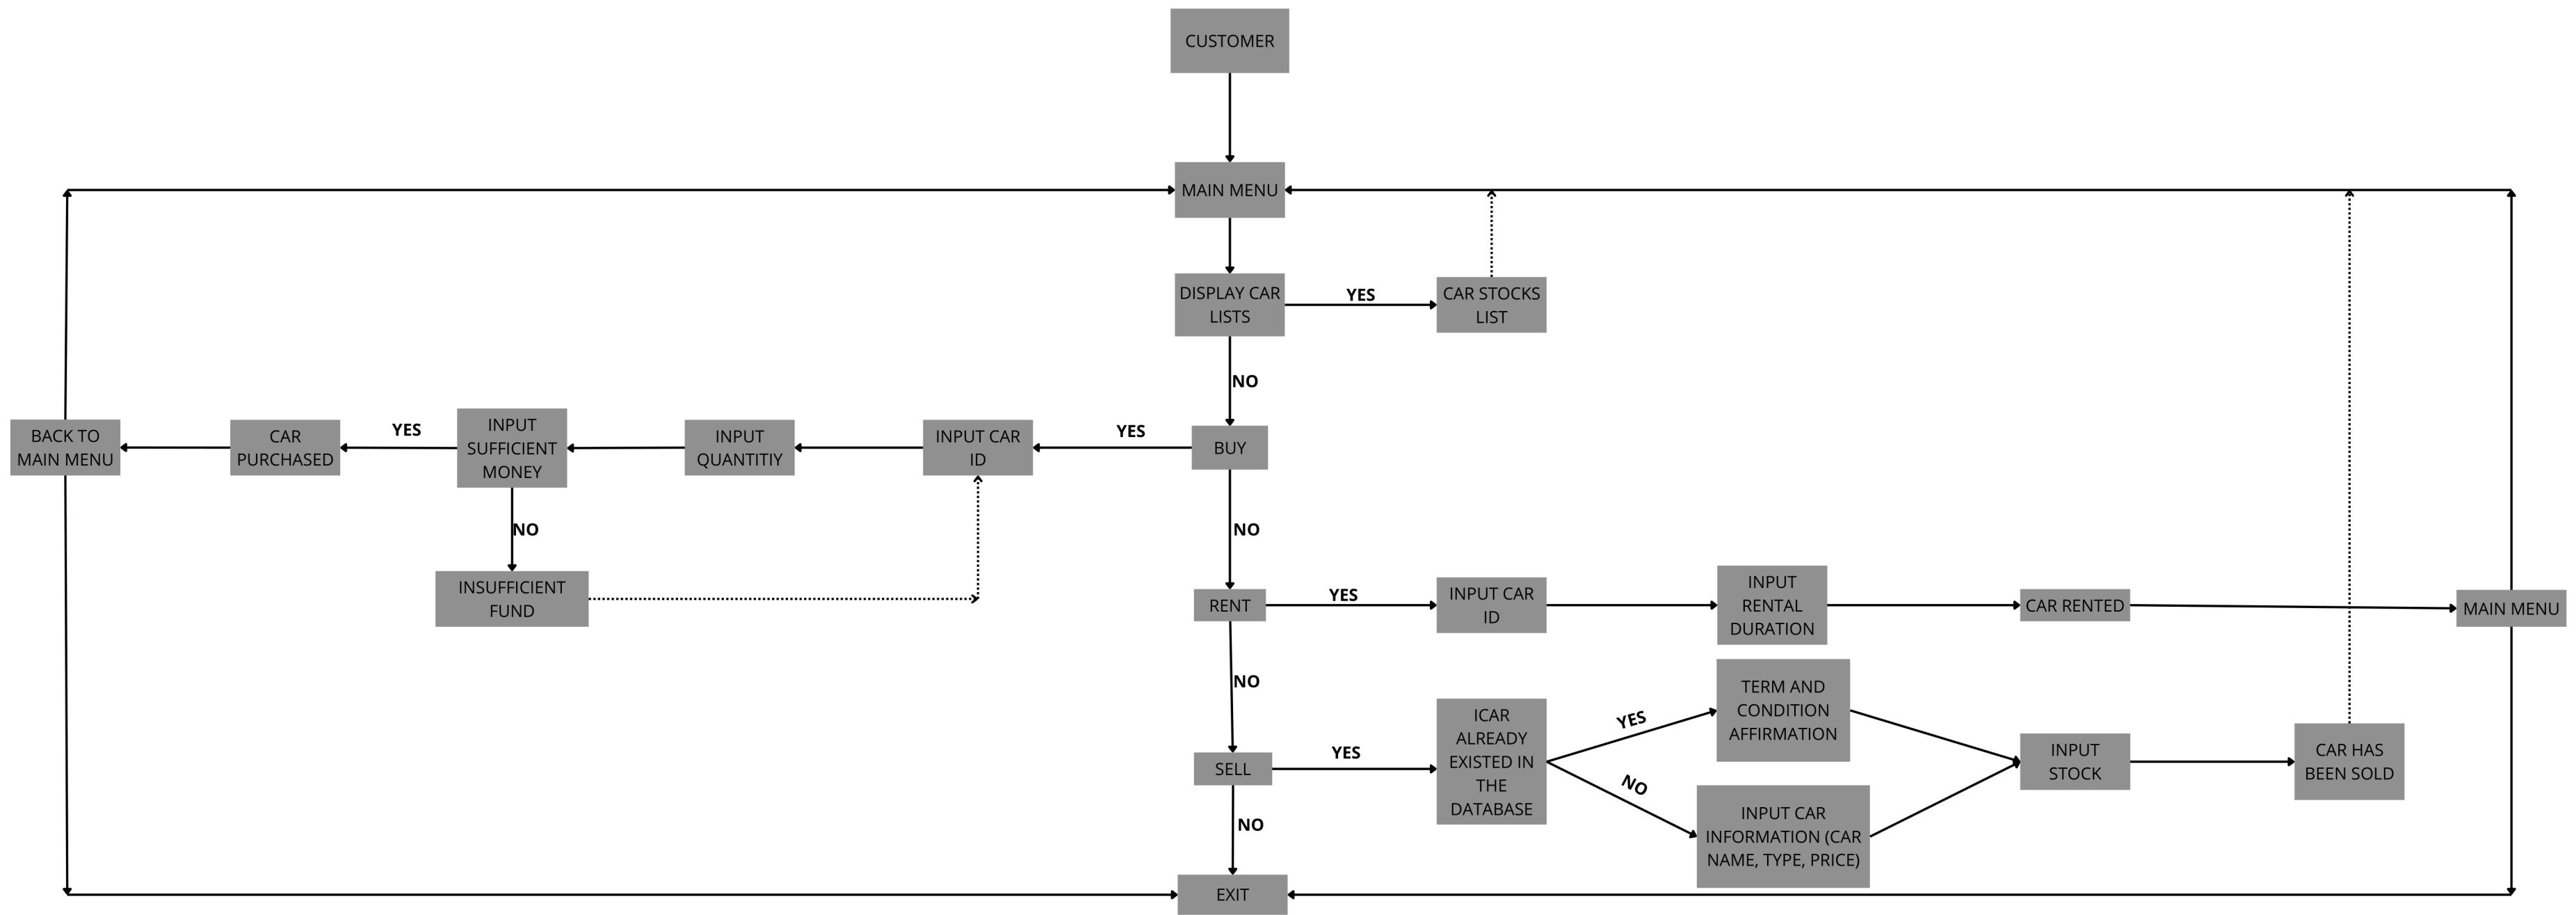 CUSTOMER
MAIN MENU
DISPLAY CAR
LISTS
YES
CAR STOCKS
LIST
NO
BACK TO
MAIN MENU
CAR
PURCHASED
YES
INPUT
SUFFICIENT
MONEY
INPUT
QUANTITIY
INPUT CAR
ID
YES
BUY
NO
INSUFFICIENT
FUND
NO
RENT
YES
INPUT CAR
ID
INPUT
RENTAL
DURATION
CAR RENTED
MAIN MENU
NO
SELL
YES
ICAR
ALREADY
EXISTED IN
THE
DATABASE
YES
TERM AND
CONDITION
AFFIRMATION
NO
INPUT CAR
INFORMATION (CAR
NAME, TYPE, PRICE)
INPUT
STOCK
CAR HAS
BEEN SOLD
NO
EXIT